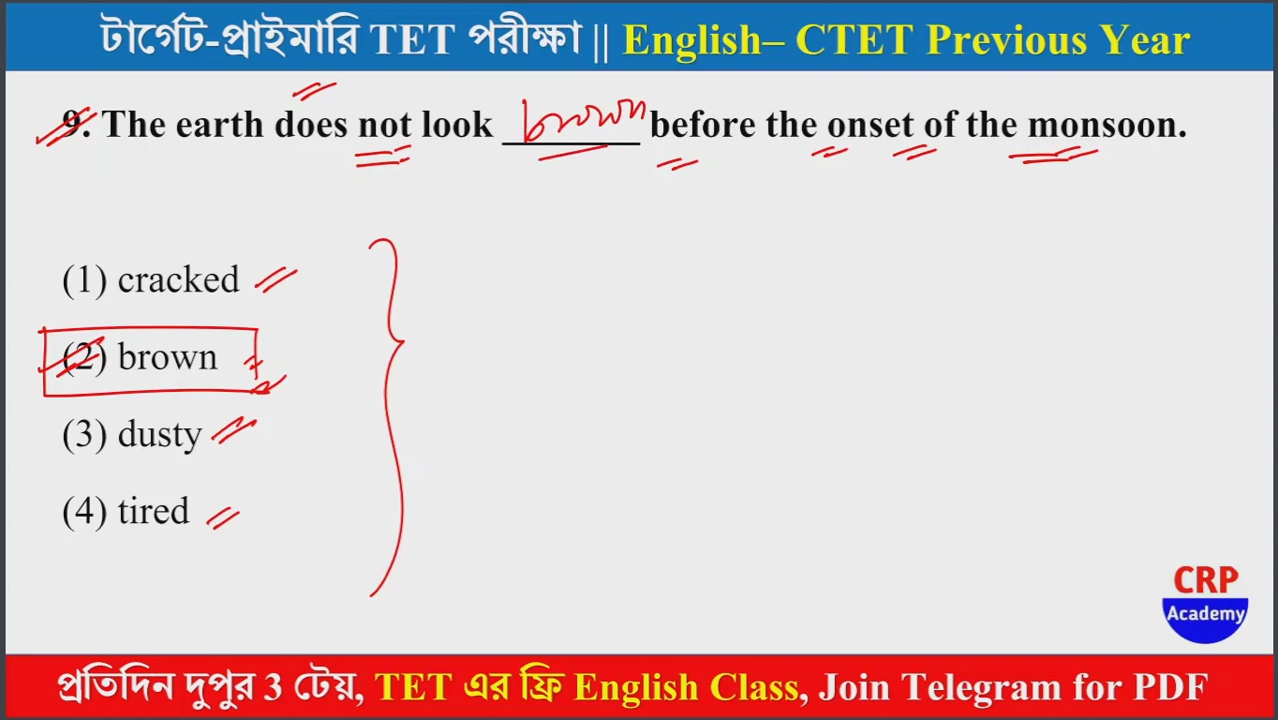 টার্গেট-প্রাইমারি TET পরীক্ষা || English– CTET Previous Year
9. The earth does not look brown before the onset of the monsoon.
(1) cracked
(2) brown
(3) dusty
(4) tired
CRP
Academy
প্রতিদিন দুপুর 3 টেয়, TET এর ফ্রি English Class, Join Telegram for PDF